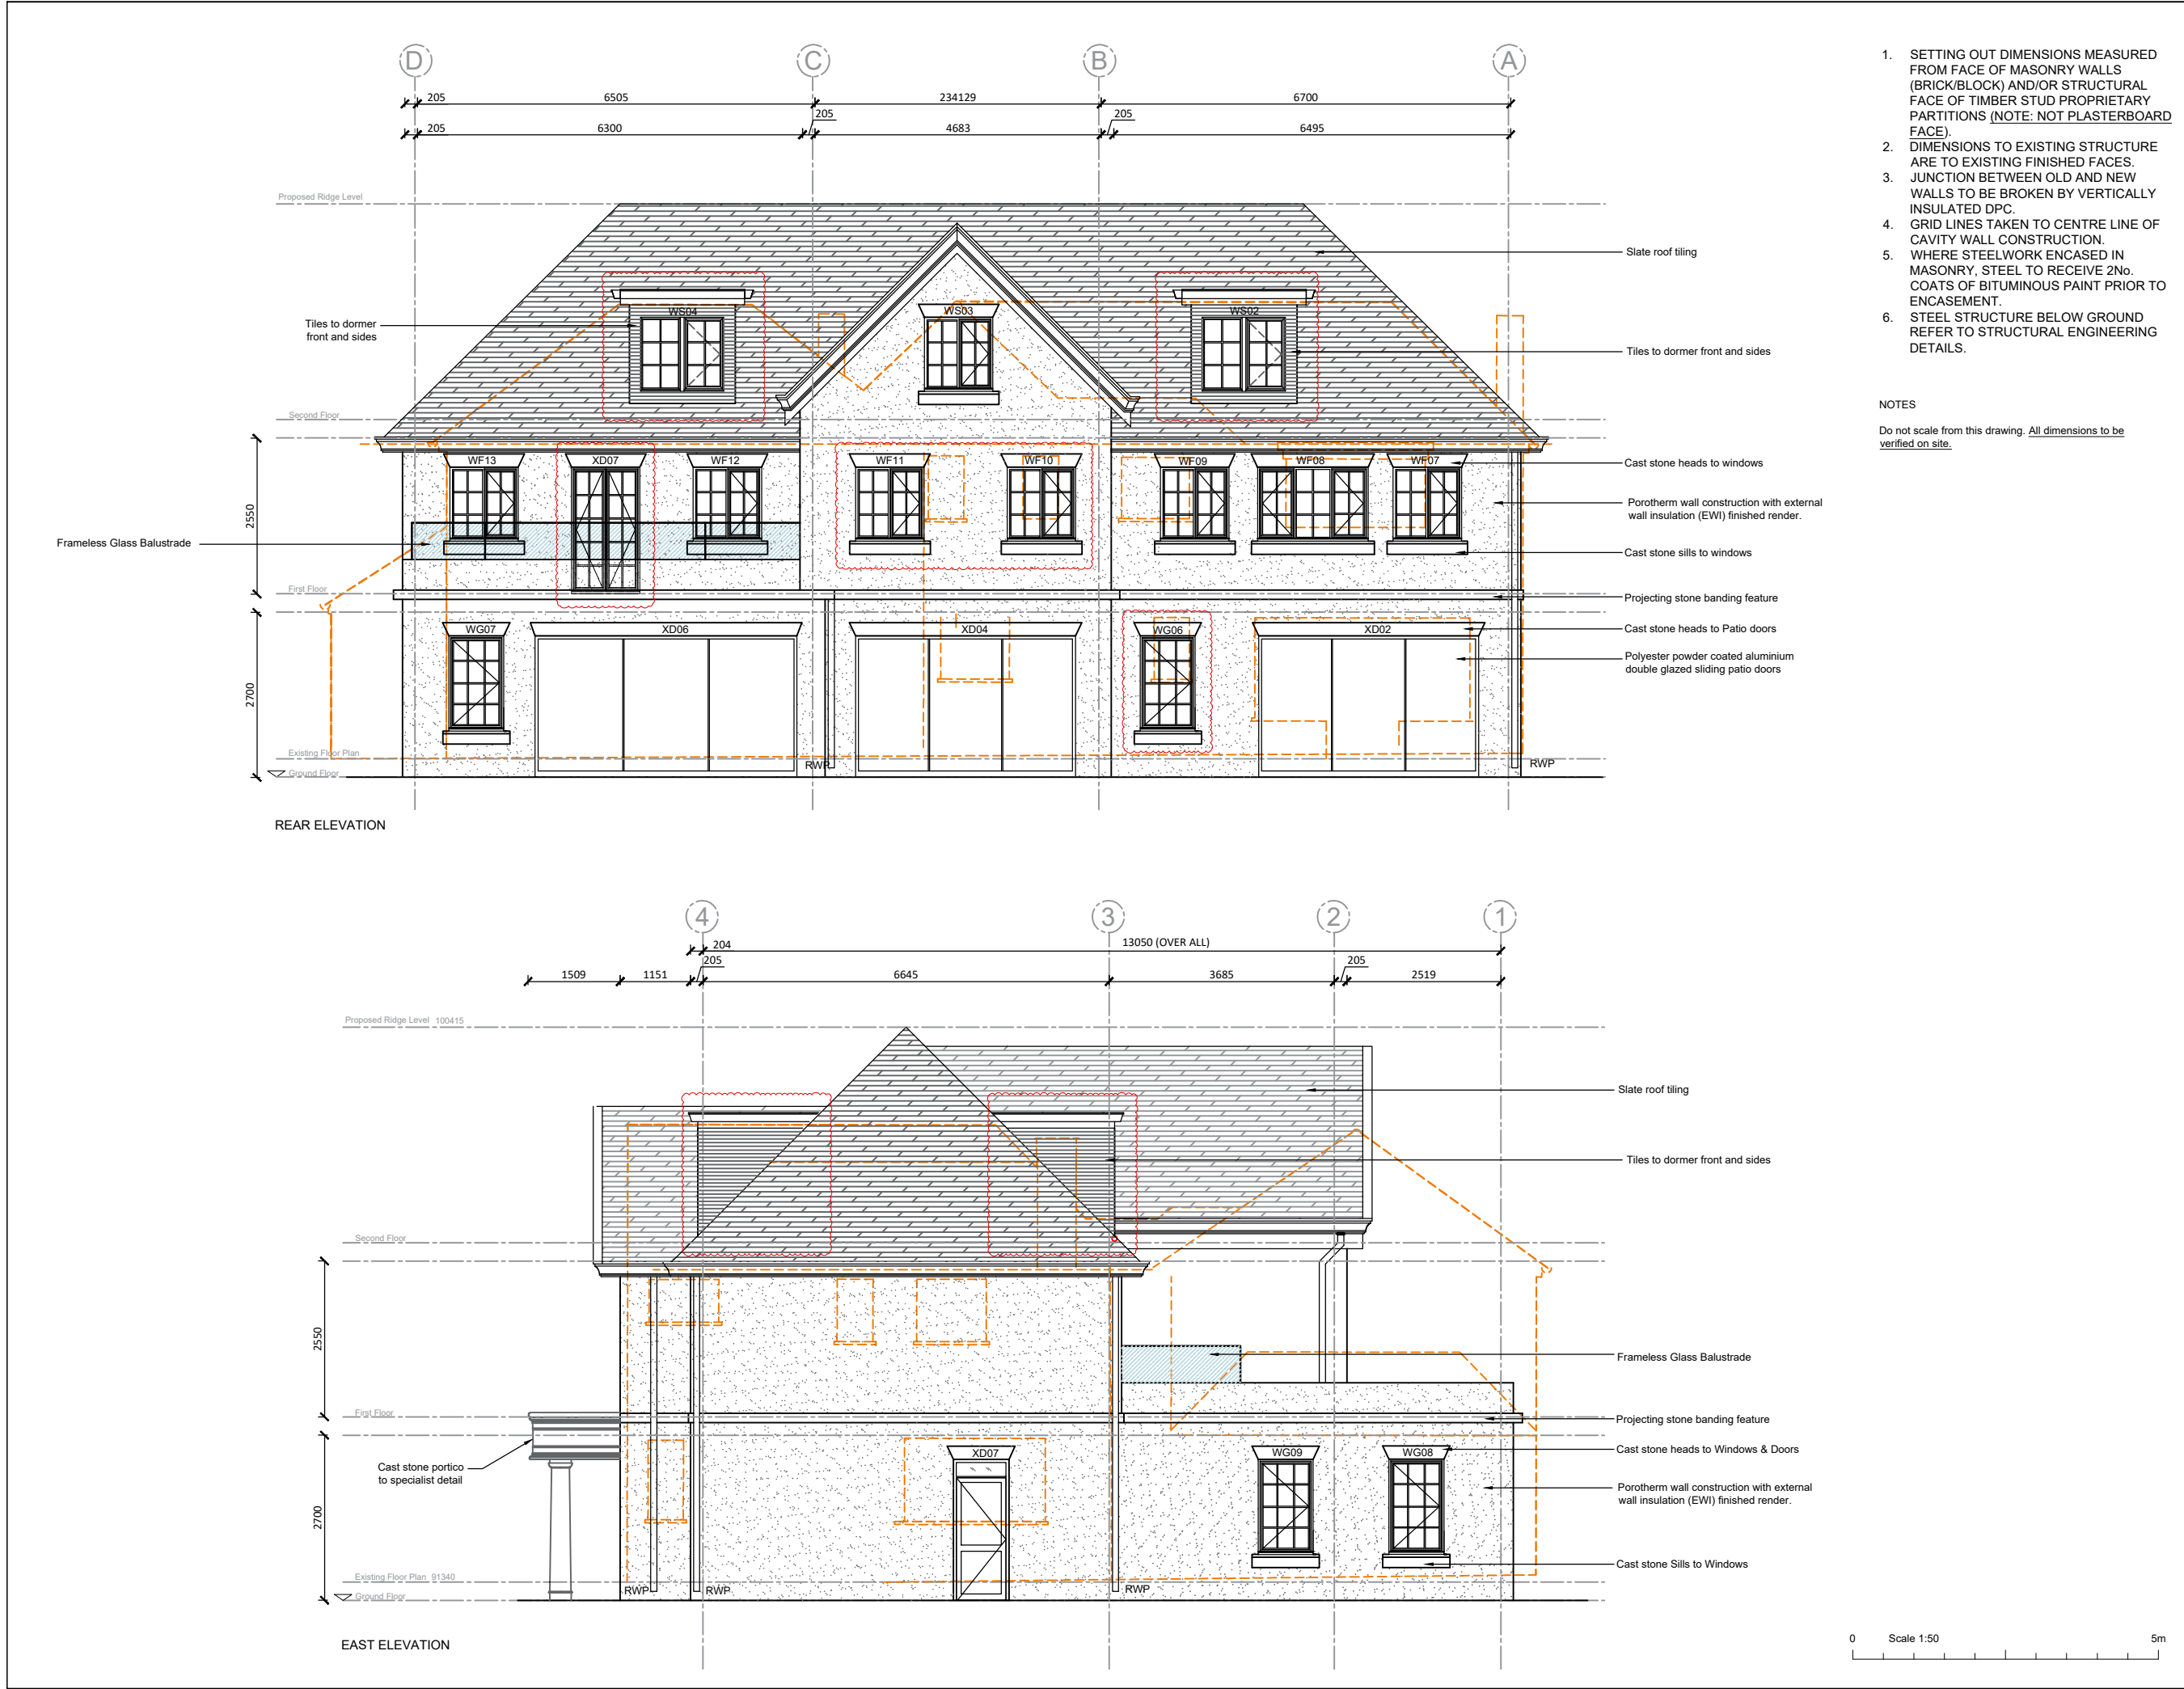 D
C
B
A
205
6505
234129
6700
205
6300
205
4683
205
6495
Proposed Ridge Level
Second Floor
First Floor
Existing Floor Plan
Ground Floor
2550
2700
Tiles to dormer
front and sides
Frameless Glass Balustrade
WS04
WS03
WS02
WF13
XD07
WF12
WF11
WF10
WF09
WF08
WF07
WG07
XD06
XD04
WG06
XD02
RWP
RWP
Slate roof tiling
Tiles to dormer front and sides
Cast stone heads to windows
Porotherm wall construction with external
wall insulation (EWI) finished render.
Cast stone sills to windows
Projecting stone banding feature
Cast stone heads to Patio doors
Polyester powder coated aluminium
double glazed sliding patio doors
REAR ELEVATION
1. SETTING OUT DIMENSIONS MEASURED
FROM FACE OF MASONRY WALLS
(BRICK/BLOCK) AND/OR STRUCTURAL
FACE OF TIMBER STUD PROPRIETARY
PARTITIONS (NOTE: NOT PLASTERBOARD
FACE).
2. DIMENSIONS TO EXISTING STRUCTURE
ARE TO EXISTING FINISHED FACES.
3. JUNCTION BETWEEN OLD AND NEW
WALLS TO BE BROKEN BY VERTICALLY
INSULATED DPC.
4. GRID LINES TAKEN TO CENTRE LINE OF
CAVITY WALL CONSTRUCTION.
5. WHERE STEELWORK ENCASED IN
MASONRY, STEEL TO RECEIVE 2No.
COATS OF BITUMINOUS PAINT PRIOR TO
ENCASEMENT.
6. STEEL STRUCTURE BELOW GROUND
REFER TO STRUCTURAL ENGINEERING
DETAILS.
NOTES
Do not scale from this drawing. All dimensions to be
verified on site.
4
3
2
1
204
13050 (OVER ALL)
1509
1151
205
6645
3685
205
2519
Proposed Ridge Level 100415
Second Floor
First Floor
Existing Floor Plan 91340
Ground Floor
2550
2700
Cast stone portico
to specialist detail
XD07
WG09
WG08
RWP
RWP
RWP
Slate roof tiling
Tiles to dormer front and sides
Frameless Glass Balustrade
Projecting stone banding feature
Cast stone heads to Windows & Doors
Porotherm wall construction with external
wall insulation (EWI) finished render.
Cast stone Sills to Windows
EAST ELEVATION
0 Scale 1:50 5m